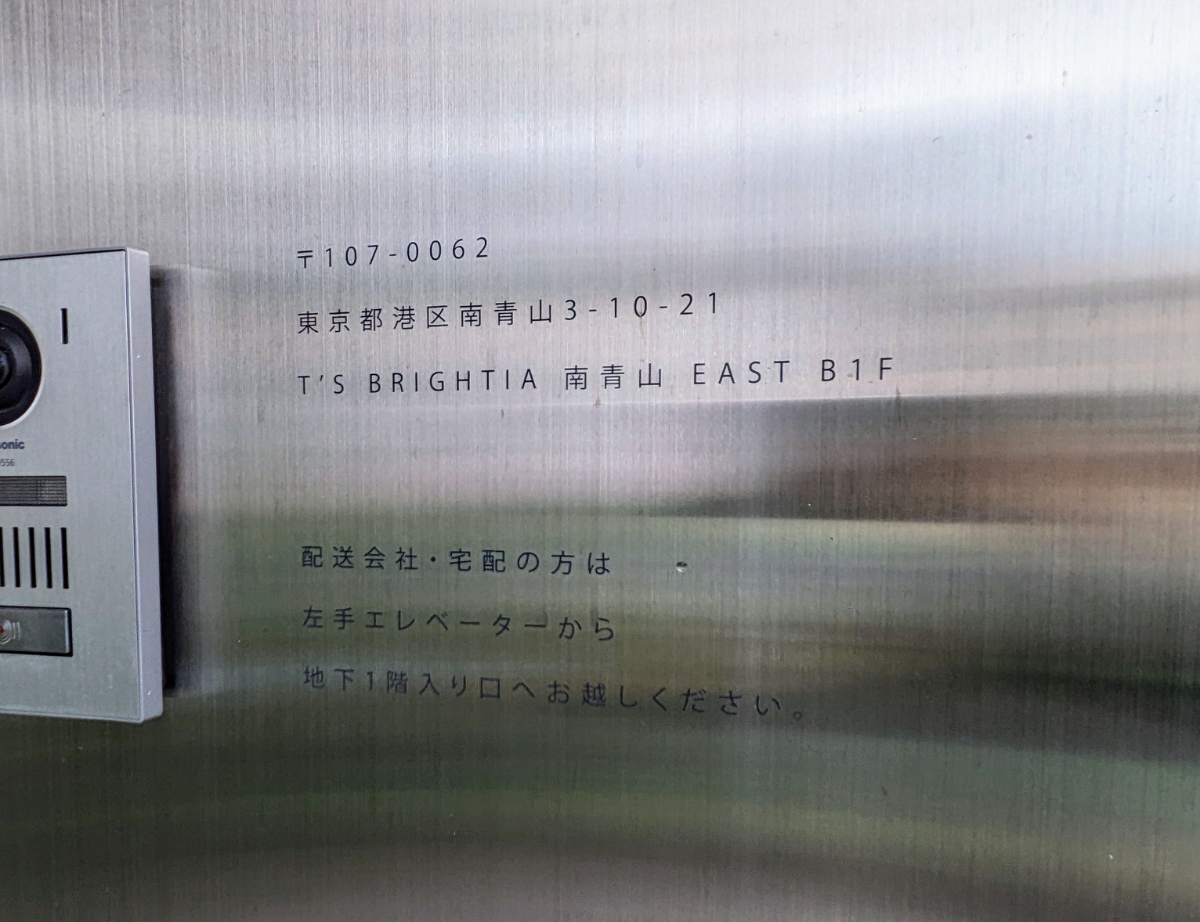 〒107-0062
東京都港区南青山3-10-21
T'S BRIGHTIA 南青山 EAST B1F
配送会社・宅配の方は
左手エレベーターから
地下1階入り口へお越しください。